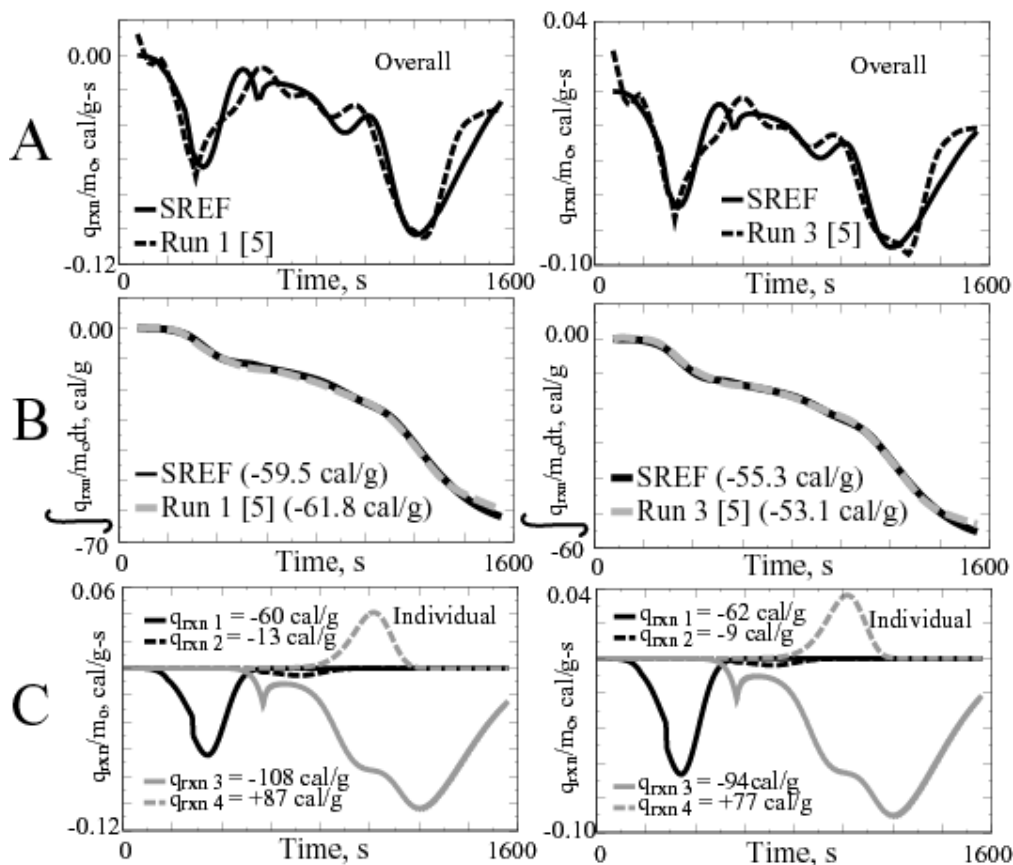 A
0.00
-0.12
q_rxn/m_o, cal/g-s
Overall
SREF
Run 1 [5]
0
Time, s
1600
0.04
-0.10
q_rxn/m_o, cal/g-s
Overall
SREF
Run 3 [5]
0
Time, s
1600
B
0.00
-70
∫ q_rxn/m_o dt, cal/g
SREF (-59.5 cal/g)
Run 1 [5] (-61.8 cal/g)
0
Time, s
1600
0.00
-60
∫ q_rxn/m_o dt, cal/g
SREF (-55.3 cal/g)
Run 3 [5] (-53.1 cal/g)
0
Time, s
1600
C
0.06
-0.12
q_rxn/m_o, cal/g-s
q_rxn 1 = -60 cal/g
q_rxn 2 = -13 cal/g
Individual
q_rxn 3 = -108 cal/g
q_rxn 4 = +87 cal/g
0
Time, s
1600
0.04
-0.10
q_rxn/m_o, cal/g-s
q_rxn 1 = -62 cal/g
q_rxn 2 = -9 cal/g
Individual
q_rxn 3 = -94 cal/g
q_rxn 4 = +77 cal/g
0
Time, s
1600